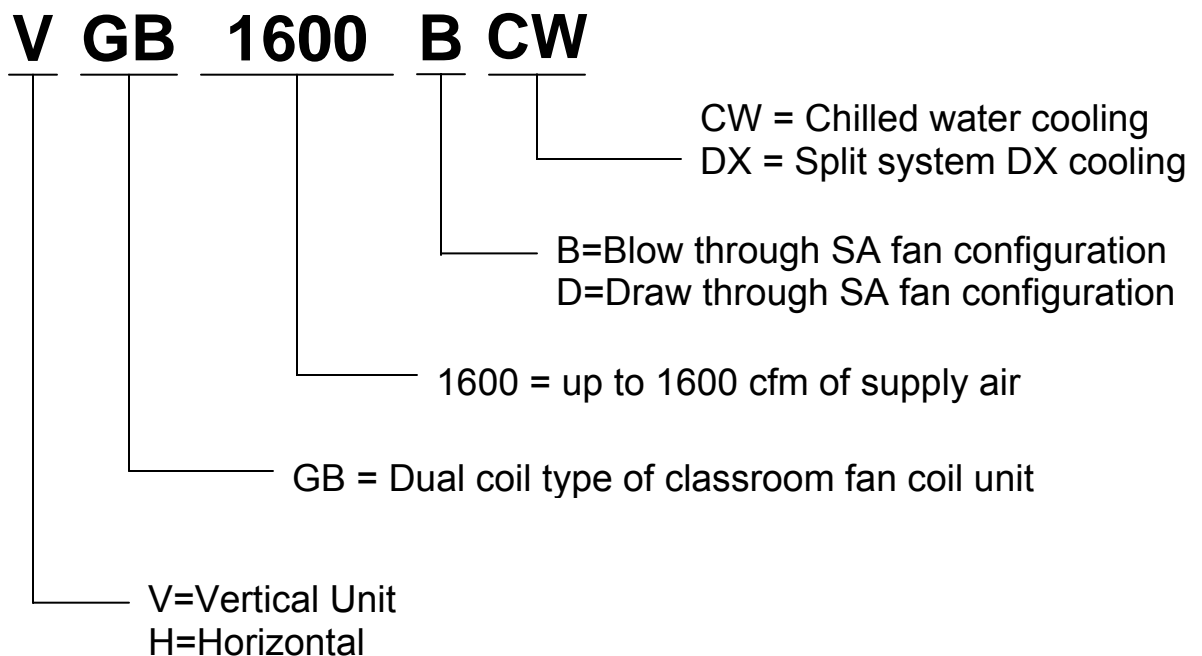 V GB 1600 B CW
CW = Chilled water cooling
DX = Split system DX cooling
B=Blow through SA fan configuration
D=Draw through SA fan configuration
1600 = up to 1600 cfm of supply air
GB = Dual coil type of classroom fan coil unit
V=Vertical Unit
H=Horizontal